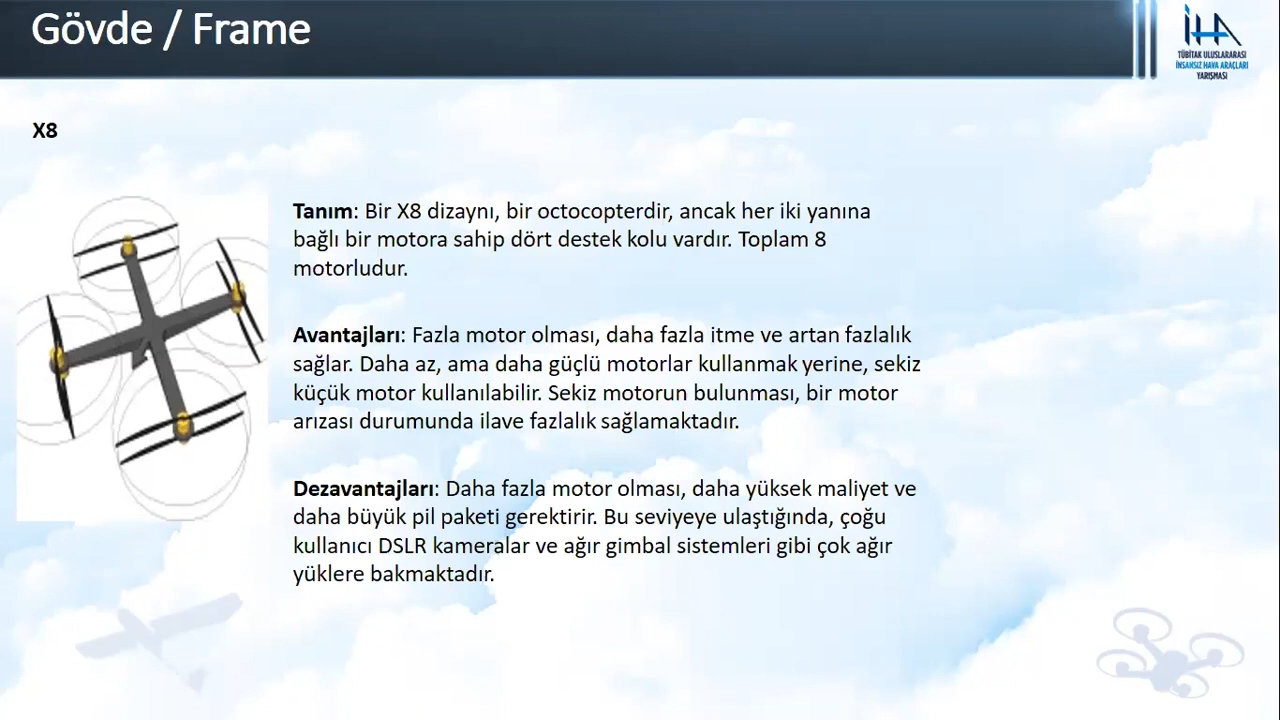 Gövde / Frame
İHA
TÜBİTAK ULUSLARARASI
İNSANSIZ HAVA ARAÇLARI
YARIŞMASI
X8
Tanım: Bir X8 dizaynı, bir octocopterdir, ancak her iki yanına
bağlı bir motora sahip dört destek kolu vardır. Toplam 8
motorludur.
Avantajları: Fazla motor olması, daha fazla itme ve artan fazlalık
sağlar. Daha az, ama daha güçlü motorlar kullanmak yerine, sekiz
küçük motor kullanılabilir. Sekiz motorun bulunması, bir motor
arızası durumunda ilave fazlalık sağlamaktadır.
Dezavantajları: Daha fazla motor olması, daha yüksek maliyet ve
daha büyük pil paketi gerektirir. Bu seviyeye ulaştığında, çoğu
kullanıcı DSLR kameralar ve ağır gimbal sistemleri gibi çok ağır
yüklere bakmaktadır.